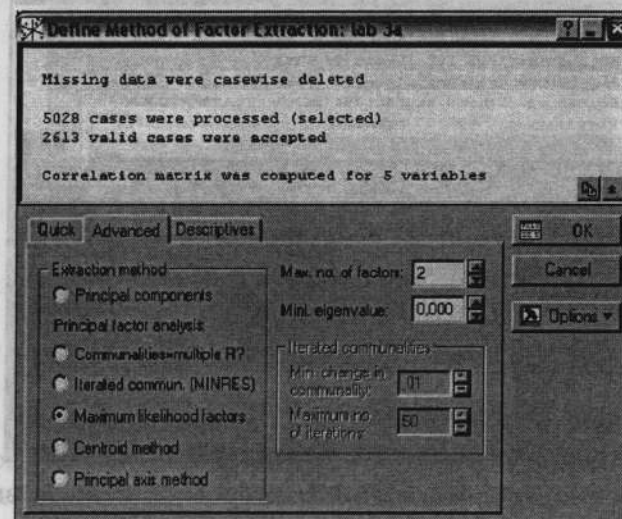 Define Method of Factor Extraction: lab 3a
Missing data were casewise deleted
5028 cases were processed (selected)
2613 valid cases were accepted
Correlation matrix was computed for 5 variables
Quick Advanced Descriptives
OK
Cancel
Options
Extraction method
Principal components
Principal factor analysis:
Communalities=multiple R?
Iterated commun. (MINRES)
Maximum likelihood factors
Centroid method
Principal axis method
Max. no. of factors: 2
Mini. eigenvalue: 0,000
Iterated communalities
Min. change in
communality: ,01
Maximum no.
of iterations: 50